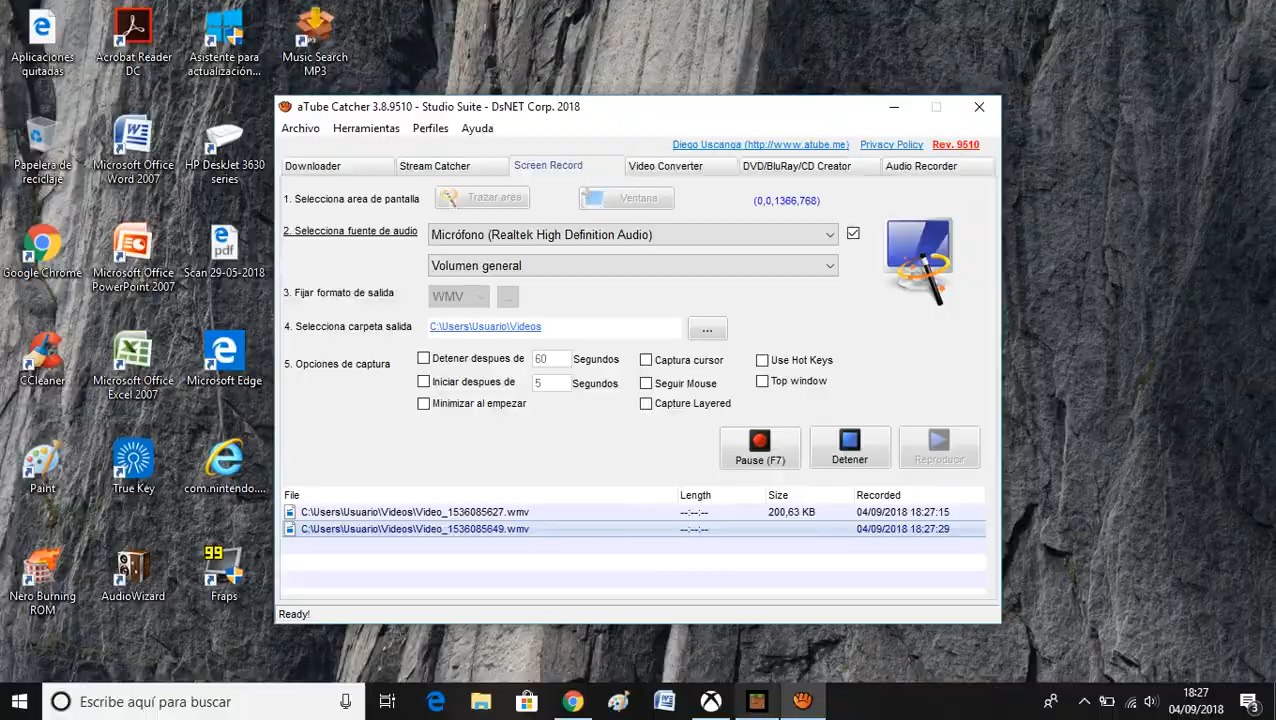 Aplicaciones
quitadas
Acrobat Reader
DC
Asistente para
actualización...
Music Search
MP3
Papelera de
reciclaje
Microsoft Office
Word 2007
HP DeskJet 3630
series
Google Chrome
Microsoft Office
PowerPoint 2007
pdf
Scan 29-05-2018
CCleaner
Microsoft Office
Excel 2007
Microsoft Edge
Paint
True Key
com.nintendo....
Nero Burning
ROM
AudioWizard
99
Fraps
aTube Catcher 3.8.9510 - Studio Suite - DsNET Corp. 2018
Archivo Herramientas Perfiles Ayuda
Diego Uscanga (http://www.atube.me) Privacy Policy Rev. 9510
Downloader Stream Catcher Screen Record Video Converter DVD/BluRay/CD Creator Audio Recorder
1. Selecciona area de pantalla Trazar area Ventana (0,0,1366,768)
2. Selecciona fuente de audio Micrófono (Realtek High Definition Audio)
Volumen general
3. Fijar formato de salida WMV ...
4. Selecciona carpeta salida C:\Users\Usuario\Videos ...
5. Opciones de captura
Detener despues de 60 Segundos Captura cursor Use Hot Keys
Iniciar despues de 5 Segundos Seguir Mouse Top window
Minimizar al empezar Capture Layered
Pause (F7) Detener Reproducir
File Length Size Recorded
C:\Users\Usuario\Videos\Video_1536085627.wmv --:--:-- 200,63 KB 04/09/2018 18:27:15
C:\Users\Usuario\Videos\Video_1536085649.wmv --:--:-- 04/09/2018 18:27:29
Ready!
Escribe aquí para buscar
18:27
04/09/2018
3